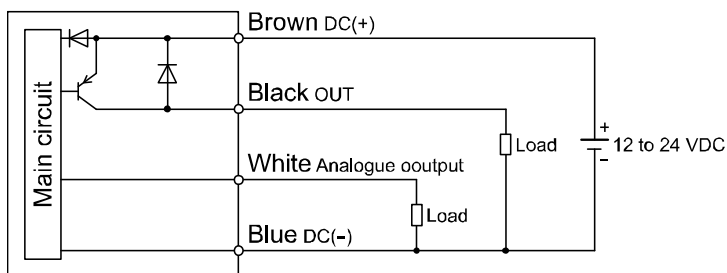 Brown DC(+)
Main circuit
Black OUT
Load
+
-
12 to 24 VDC
White Analogue ooutput
Load
Blue DC(-)